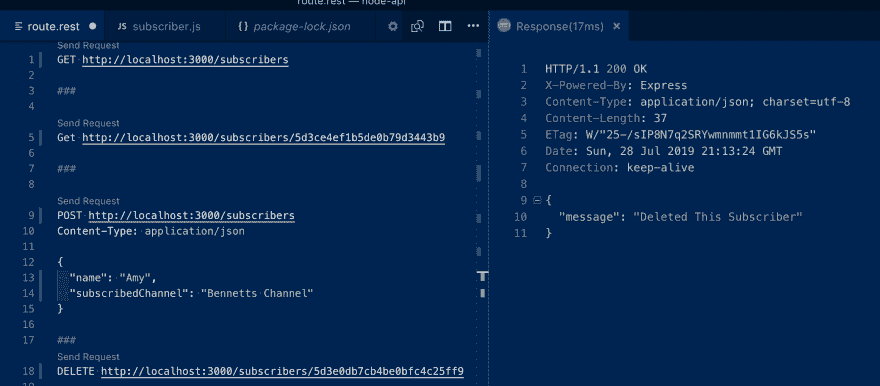 route.rest — node-api
route.rest
JS subscriber.js
{} package-lock.json
Response(17ms) ×
Send Request
1 GET http://localhost:3000/subscribers
2
3 ###
4
Send Request
5 Get http://localhost:3000/subscribers/5d3ce4ef1b5de0b79d3443b9
6
7 ###
8
Send Request
9 POST http://localhost:3000/subscribers
10 Content-Type: application/json
11
12 {
13 "name": "Amy",
14 "subscribedChannel": "Bennetts Channel"
15 }
16
17 ###
Send Request
18 DELETE http://localhost:3000/subscribers/5d3e0db7cb4be0bfc4c25ff9
1 HTTP/1.1 200 OK
2 X-Powered-By: Express
3 Content-Type: application/json; charset=utf-8
4 Content-Length: 37
5 ETag: W/"25-/sIP8N7q2SRYwmnmmt1IG6kJS5s"
6 Date: Sun, 28 Jul 2019 21:13:24 GMT
7 Connection: keep-alive
8
9 {
10 "message": "Deleted This Subscriber"
11 }